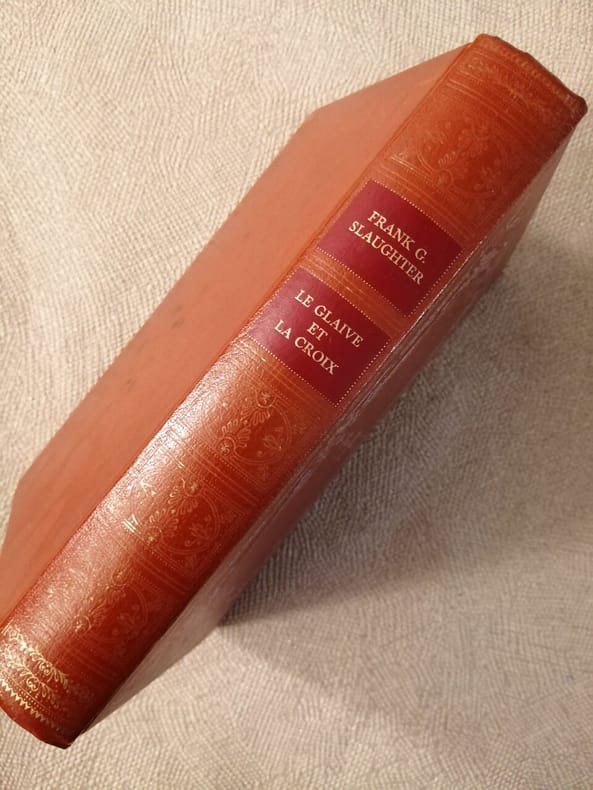 FRANK G.
SLAUGHTER
LE GLAIVE
ET
LA CROIX